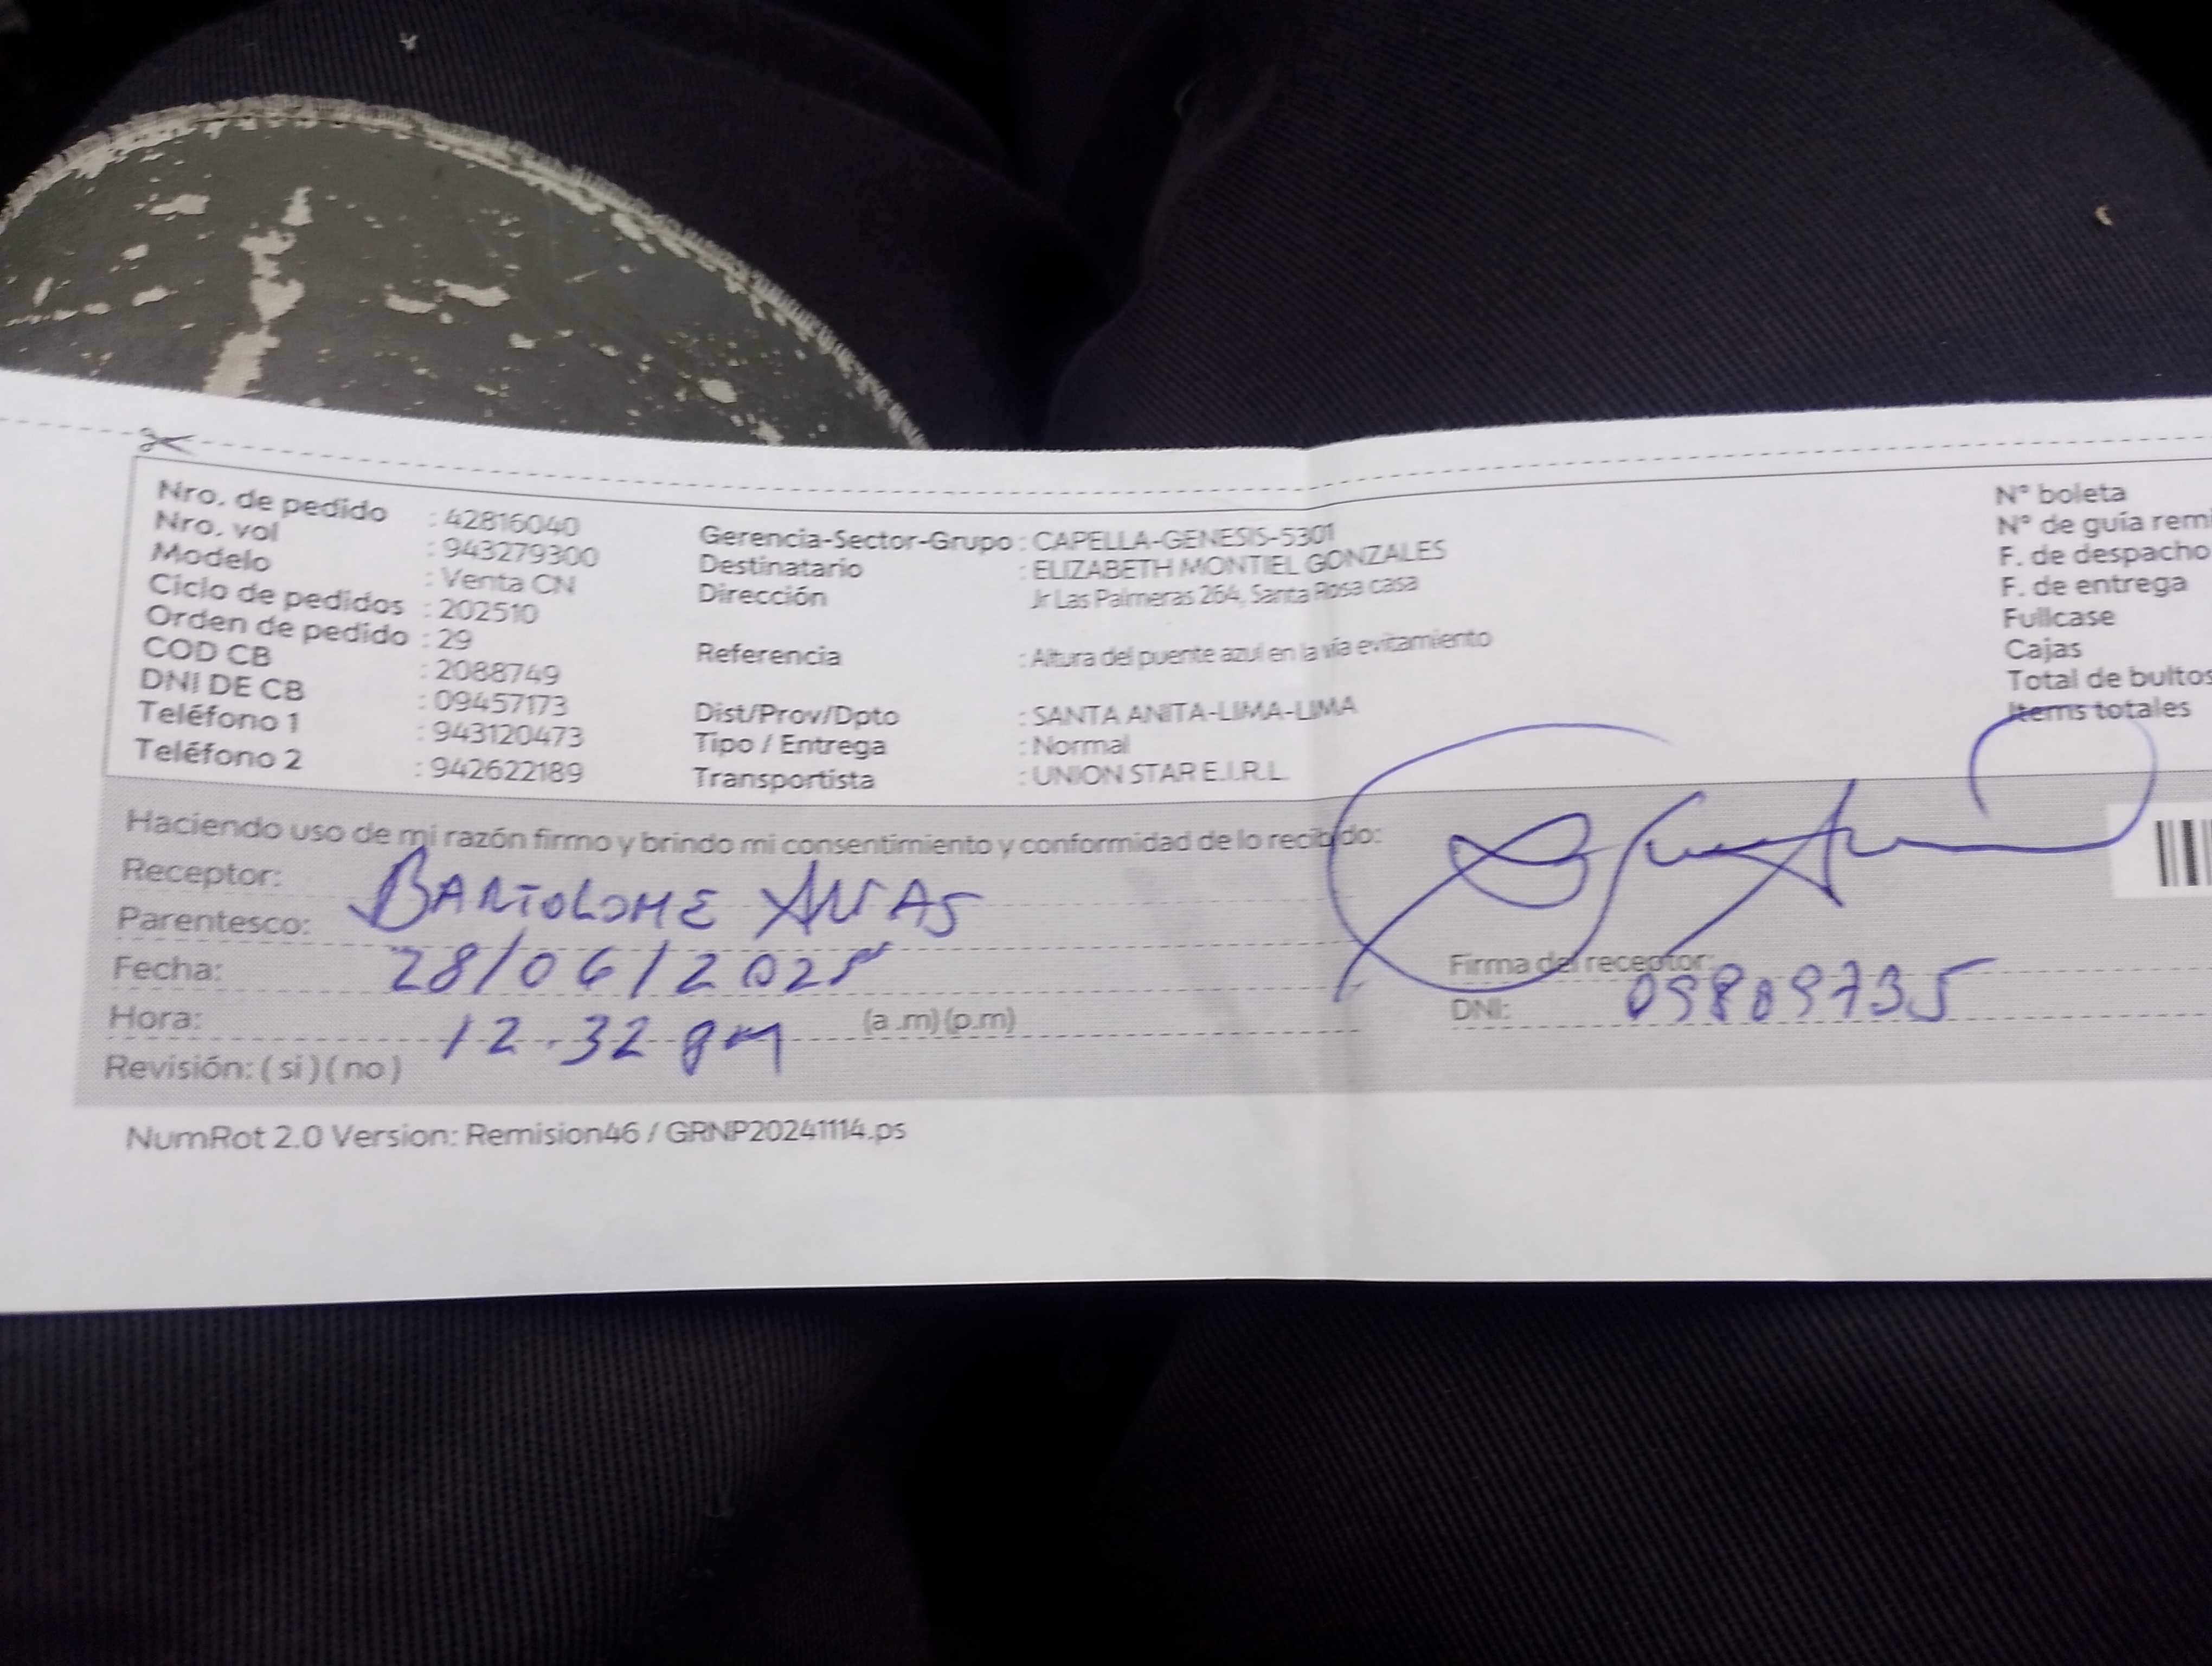 Nro. de pedido : 42816040
Nro. vol : 943279300
Modelo : Venta CN
Ciclo de pedidos : 202510
Orden de pedido : 29
COD CB : 2088749
DNI DE CB : 09457173
Teléfono 1 : 943120473
Teléfono 2 : 942622189
Gerencia-Sector-Grupo : CAPELLA-GENESIS-5301
Destinatario : ELIZABETH MONTIEL GONZALES
Dirección Jr Las Palmeras 264, Santa Rosa casa
Referencia : Altura del puente azul en la vía evitamiento
Dist/Prov/Dpto : SANTA ANITA-LIMA-LIMA
Tipo / Entrega : Normal
Transportista : UNION STAR E.I.R.L.
N° boleta
N° de guía remi
F. de despacho
F. de entrega
Fullcase
Cajas
Total de bultos
Items totales
Haciendo uso de mi razón firmo y brindo mi consentimiento y conformidad de lo recibido:
Receptor: BARTOLOME
Parentesco:
Fecha: 28/06/2025
Hora: 12.32 pm (a.m)(p.m)
Revisión: ( si ) ( no )
Firma del receptor:
DNI: 09809735
NumRot 2.0 Version: Remision46 / GRNP20241114.ps